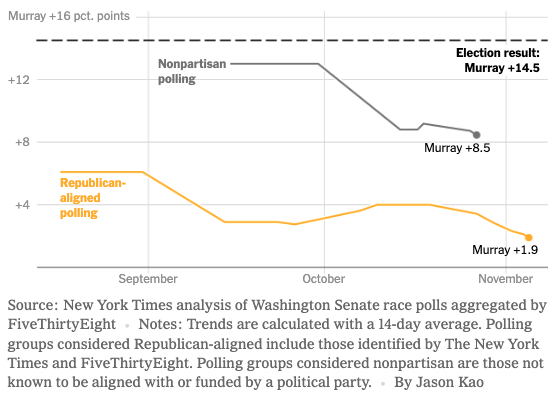 Murray +16 pct. points
Election result:
Murray +14.5
Nonpartisan
polling
+12
+8
Murray +8.5
Republican-
aligned
polling
+4
Murray +1.9
September October November
Source: New York Times analysis of Washington Senate race polls aggregated by
FiveThirtyEight • Notes: Trends are calculated with a 14-day average. Polling
groups considered Republican-aligned include those identified by The New York
Times and FiveThirtyEight. Polling groups considered nonpartisan are those not
known to be aligned with or funded by a political party. • By Jason Kao